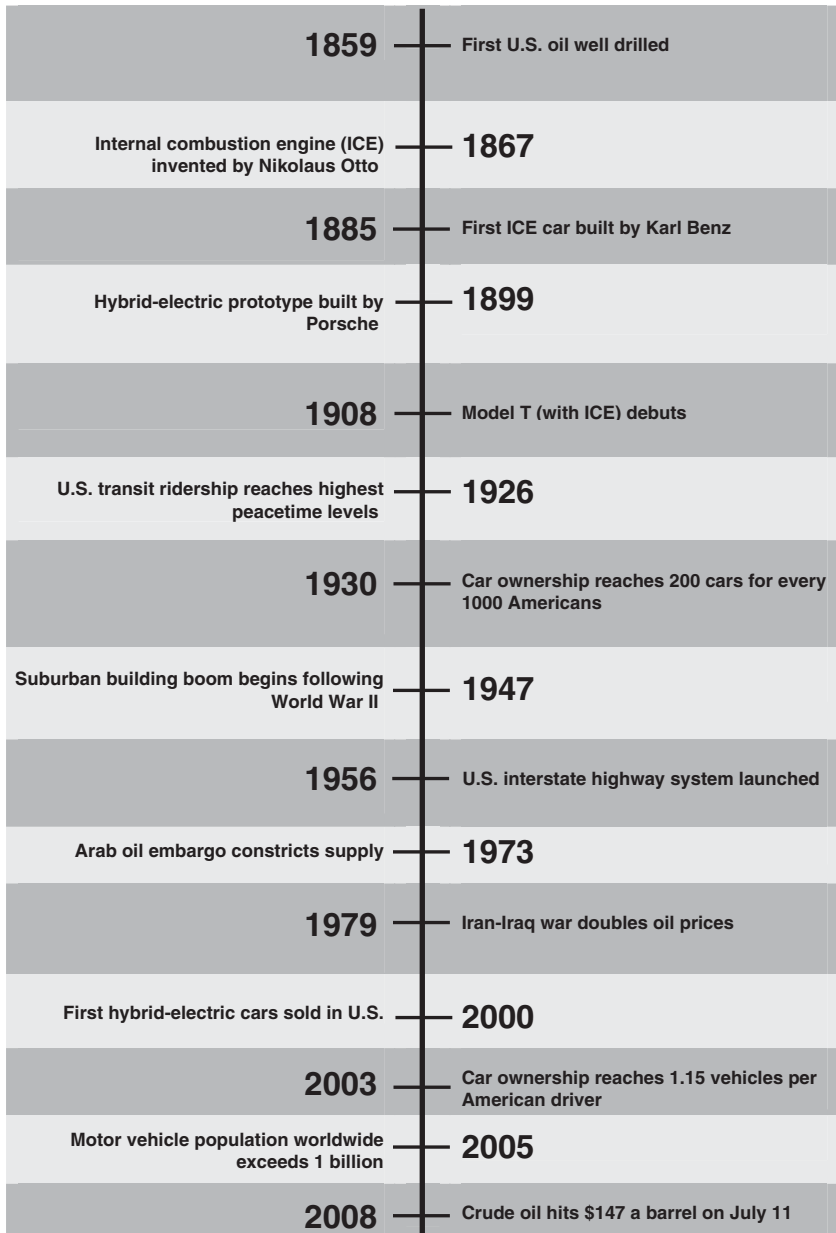 1859
First U.S. oil well drilled
Internal combustion engine (ICE)
invented by Nikolaus Otto
1867
1885
First ICE car built by Karl Benz
Hybrid-electric prototype built by
Porsche
1899
1908
Model T (with ICE) debuts
U.S. transit ridership reaches highest
peacetime levels
1926
1930
Car ownership reaches 200 cars for every
1000 Americans
Suburban building boom begins following
World War II
1947
1956
U.S. interstate highway system launched
Arab oil embargo constricts supply
1973
1979
Iran-Iraq war doubles oil prices
First hybrid-electric cars sold in U.S.
2000
2003
Car ownership reaches 1.15 vehicles per
American driver
Motor vehicle population worldwide
exceeds 1 billion
2005
2008
Crude oil hits $147 a barrel on July 11